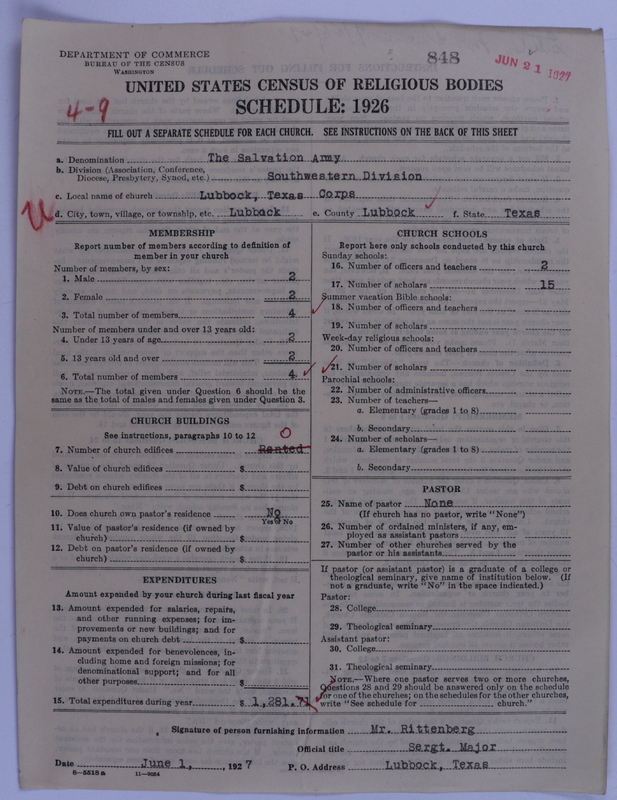 DEPARTMENT OF COMMERCE
BUREAU OF THE CENSUS
WASHINGTON
848
JUN 21 1927
UNITED STATES CENSUS OF RELIGIOUS BODIES
4-9
SCHEDULE: 1926
FILL OUT A SEPARATE SCHEDULE FOR EACH CHURCH. SEE INSTRUCTIONS ON THE BACK OF THIS SHEET
a. Denomination The Salvation Army
b. Division (Association, Conference, Diocese, Presbytery, Synod, etc.) Southwestern Division
c. Local name of church Lubbock, Texas Corps
d. City, town, village, or township, etc. Lubbock e. County Lubbock f. State Texas
MEMBERSHIP
Report number of members according to definition of
member in your church
Number of members, by sex:
1. Male 2
2. Female 2
3. Total number of members 4
Number of members under and over 13 years old:
4. Under 13 years of age 2
5. 13 years old and over 2
6. Total number of members 4
NOTE.—The total given under Question 6 should be
same as the total of males and females given under Question 3.
CHURCH BUILDINGS
See instructions, paragraphs 10 to 12 0
7. Number of church edifices Rented
8. Value of church edifices $
9. Debt on church edifices $
10. Does church own pastor's residence No
Yes or No
11. Value of pastor's residence (if owned by
church) $
12. Debt on pastor's residence (if owned by
church) $
EXPENDITURES
Amount expended by your church during last fiscal year
13. Amount expended for salaries, repairs,
and other running expenses; for im-
provements or new buildings; and for
payments on church debt $
14. Amount expended for benevolences, in-
cluding home and foreign missions; for
denominational support; and for all
other purposes $
15. Total expenditures during year $ 1,281.71
CHURCH SCHOOLS
Report here only schools conducted by this church
Sunday schools:
16. Number of officers and teachers 2
17. Number of scholars 15
Summer vacation Bible schools:
18. Number of officers and teachers
19. Number of scholars
Week-day religious schools:
20. Number of officers and teachers
21. Number of scholars
Parochial schools:
22. Number of administrative officers
23. Number of teachers—
a. Elementary (grades 1 to 8)
b. Secondary
24. Number of scholars—
a. Elementary (grades 1 to 8)
b. Secondary
PASTOR
25. Name of pastor None
(If church has no pastor, write "None")
26. Number of ordained ministers, if any, em-
ployed as assistant pastors
27. Number of other churches served by the
pastor or his assistants
If pastor (or assistant pastor) is a graduate of a college or
theological seminary, give name of institution below. (If
not a graduate, write "No" in the space indicated.)
Pastor:
28. College
29. Theological seminary
Assistant pastor:
30. College
31. Theological seminary
NOTE.—Where one pastor serves two or more churches,
Questions 28 and 29 should be answered only on the schedule
for one of the churches; on the schedules for the other churches,
write "See schedule for church."
Signature of person furnishing information Mr. Rittenberg
Official title Sergt. Major
Date June 1, 1927 P. O. Address Lubbock, Texas
8-5518a 11-9264